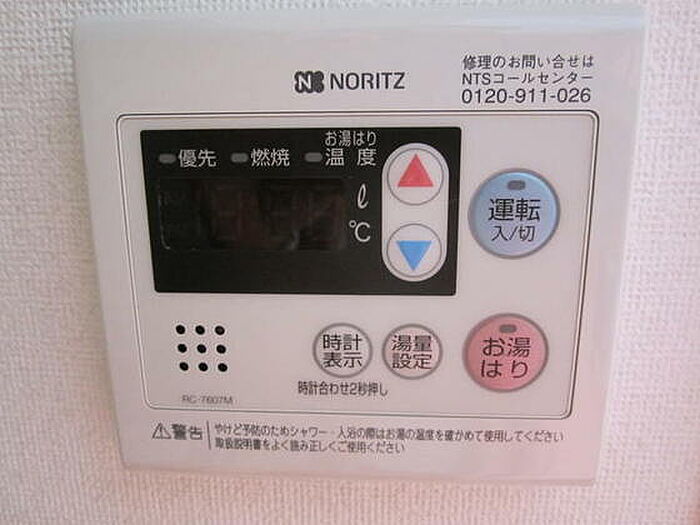 修理のお問い合せは
NTSコールセンター
0120-911-026
NORITZ
お湯はり
優先 燃焼 温度
ℓ
℃
運転
入/切
時計
表示
湯量
設定
お湯
はり
時計合わせ2秒押し
RC-7607M
警告
やけど予防のためシャワー・入浴の際はお湯の温度を確かめて使用してください
取扱説明書をよく読み正しくご使用ください